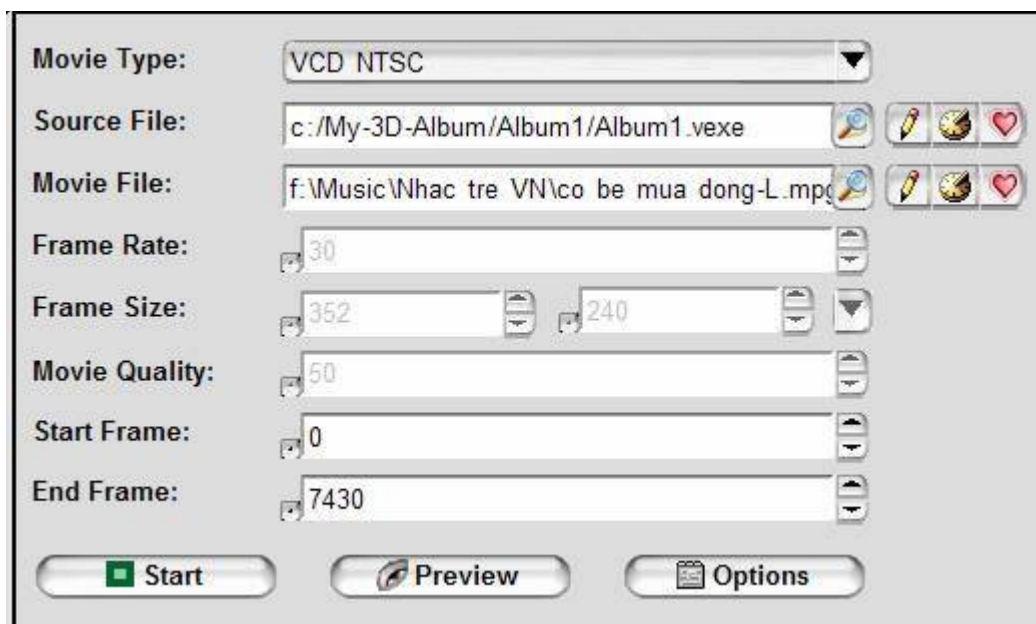 Movie Type: VCD NTSC
Source File: c:/My-3D-Album/Album1/Album1.vexe
Movie File: f:\Music\Nhac tre VN\co be mua dong-L.mpg
Frame Rate: 30
Frame Size: 352 240
Movie Quality: 50
Start Frame: 0
End Frame: 7430
Start Preview Options